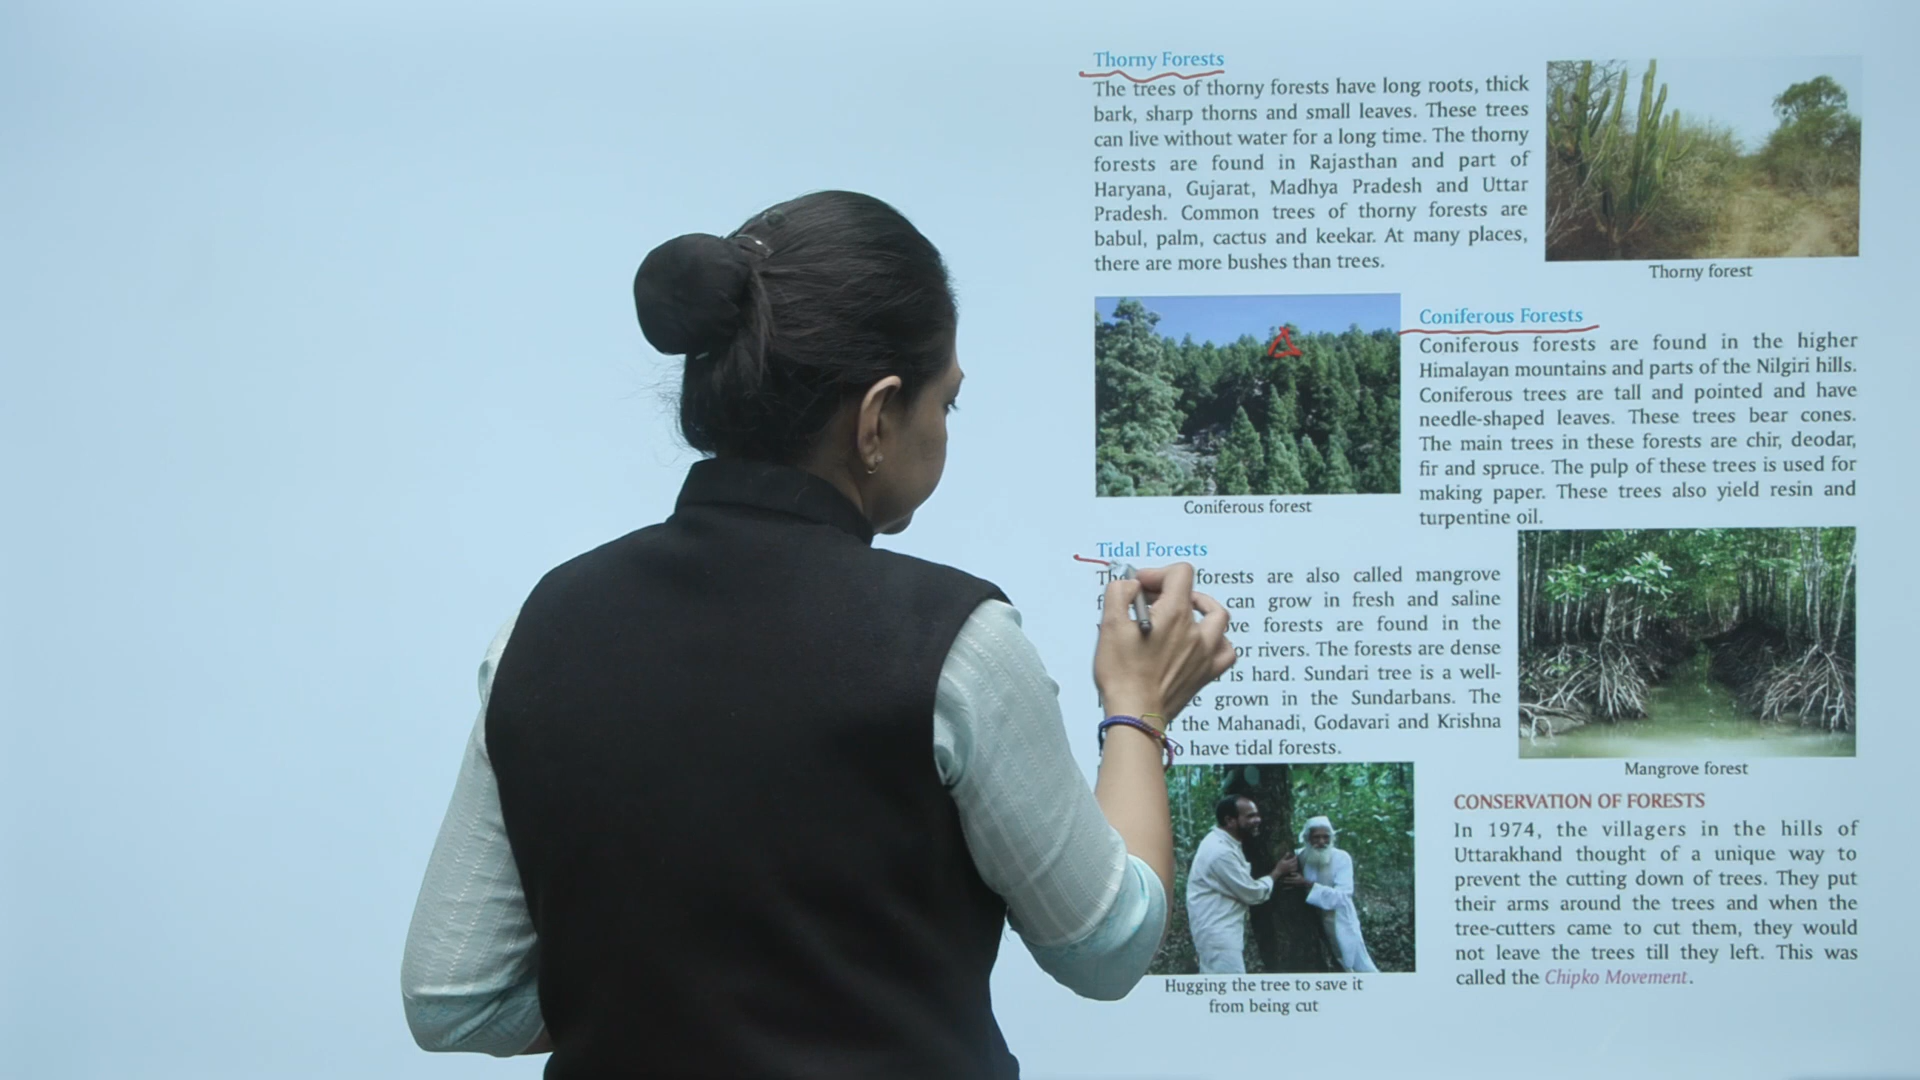 Thorny Forests
The trees of thorny forests have long roots, thick
bark, sharp thorns and small leaves. These trees
can live without water for a long time. The thorny
forests are found in Rajasthan and part of
Haryana, Gujarat, Madhya Pradesh and Uttar
Pradesh. Common trees of thorny forests are
babul, palm, cactus and keekar. At many places,
there are more bushes than trees.
Thorny forest
Coniferous Forests
Coniferous forests are found in the higher
Himalayan mountains and parts of the Nilgiri hills.
Coniferous trees are tall and pointed and have
needle-shaped leaves. These trees bear cones.
The main trees in these forests are chir, deodar,
fir and spruce. The pulp of these trees is used for
making paper. These trees also yield resin and
turpentine oil.
Coniferous forest
Tidal Forests
forests are also called mangrove
can grow in fresh and saline
forests are found in the
or rivers. The forests are dense
is hard. Sundari tree is a well-
grown in the Sundarbans. The
the Mahanadi, Godavari and Krishna
have tidal forests.
Mangrove forest
Hugging the tree to save it
from being cut
CONSERVATION OF FORESTS
In 1974, the villagers in the hills of
Uttarakhand thought of a unique way to
prevent the cutting down of trees. They put
their arms around the trees and when the
tree-cutters came to cut them, they would
not leave the trees till they left. This was
called the Chipko Movement.